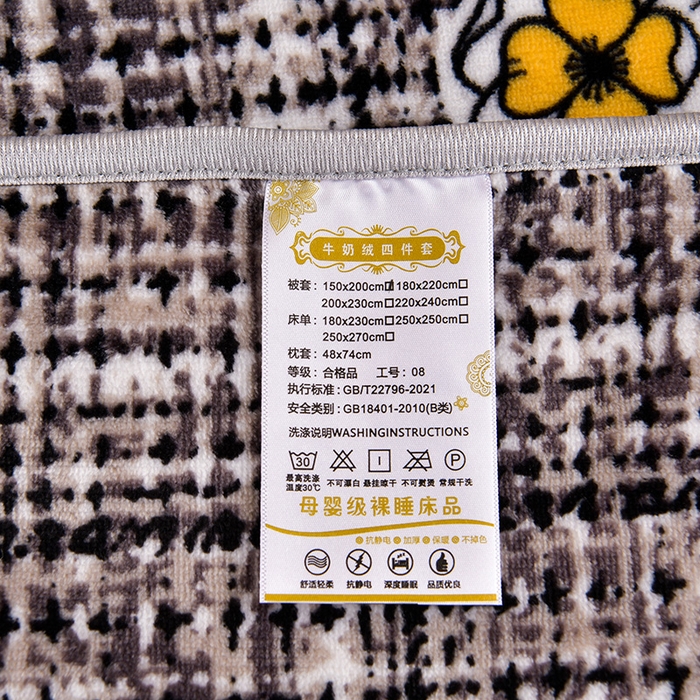 牛奶绒四件套
被套：150x200cm☑180x220cm□
200x230cm□220x240cm□
床单：180x230cm□250x250cm□
250x270cm□
枕套：48x74cm
等级：合格品 工号：08
执行标准：GB/T22796-2021
安全类别：GB18401-2010(B类)
洗涤说明WASHINGINSTRUCTIONS
30 P
最高洗涤温度30℃ 不可漂白 悬挂晾干 不可熨烫 常规干洗
母婴级裸睡床品
抗静电 加厚 保暖 不掉色
舒适轻柔 抗静电 深度睡眠 品质优良